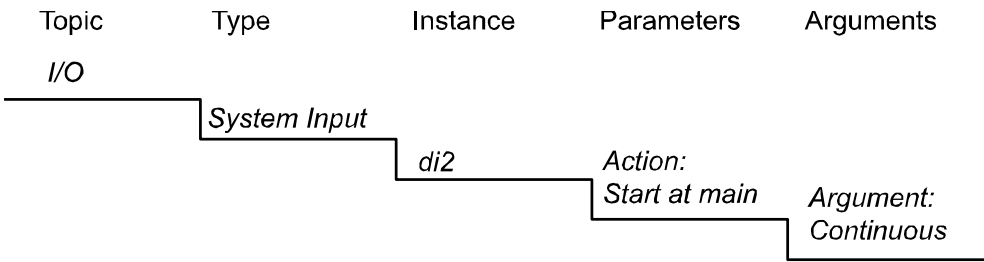 Topic Type Instance Parameters Arguments
I/O
System Input
di2
Action:
Start at main
Argument:
Continuous